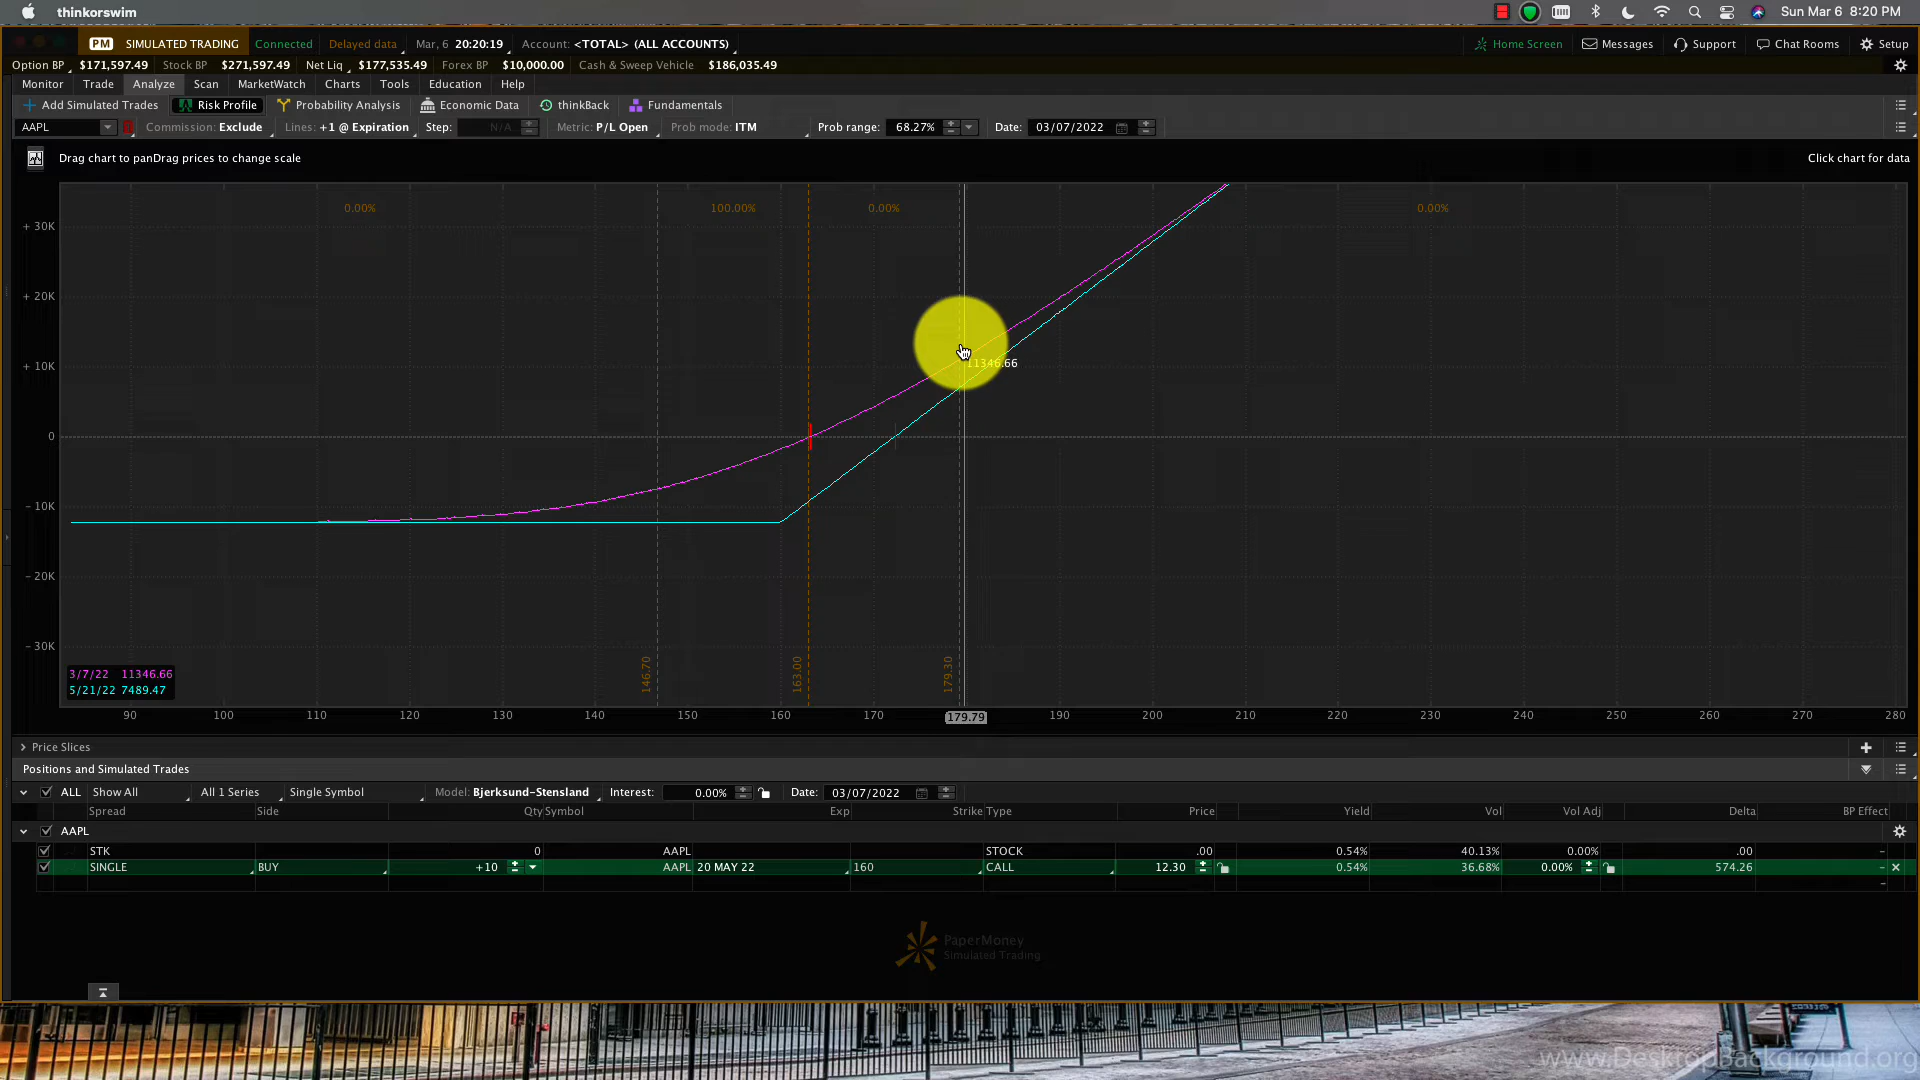 thinkorswim
Sun Mar 6 8:20 PM
PM SIMULATED TRADING Connected Delayed data Mar, 6 20:20:19 Account: <TOTAL> (ALL ACCOUNTS) Home Screen Messages Support Chat Rooms Setup
Option BP $171,597.49 Stock BP $271,597.49 Net Liq $177,535.49 Forex BP $10,000.00 Cash & Sweep Vehicle $186,035.49
Monitor Trade Analyze Scan MarketWatch Charts Tools Education Help
Add Simulated Trades Risk Profile Probability Analysis Economic Data thinkBack Fundamentals
AAPL Commission: Exclude Lines: +1 @ Expiration Step: N/A Metric: P/L Open Prob mode: ITM Prob range: 68.27% Date: 03/07/2022
Drag chart to panDrag prices to change scale Click chart for data
0.00% 100.00% 0.00% 0.00%
+ 30K
+ 20K
+ 10K
11346.66
0
- 10K
- 20K
- 30K
146.70 163.00 179.30
3/7/22 11346.66
5/21/22 7489.47
90 100 110 120 130 140 150 160 170 179.79 190 200 210 220 230 240 250 260 270 280
Price Slices
Positions and Simulated Trades
ALL Show All All 1 Series Single Symbol Model: Bjerksund-Stensland Interest: 0.00% Date: 03/07/2022
Spread Side Qty Symbol Exp Strike Type Price Yield Vol Vol Adj Delta BP Effect
AAPL
STK 0 AAPL STOCK .00 0.54% 40.13% 0.00% .00 –
SINGLE BUY +10 AAPL 20 MAY 22 160 CALL 12.30 0.54% 36.68% 0.00% 574.26 –
–
PaperMoney
Simulated Trading
www.DesktopBackground.org